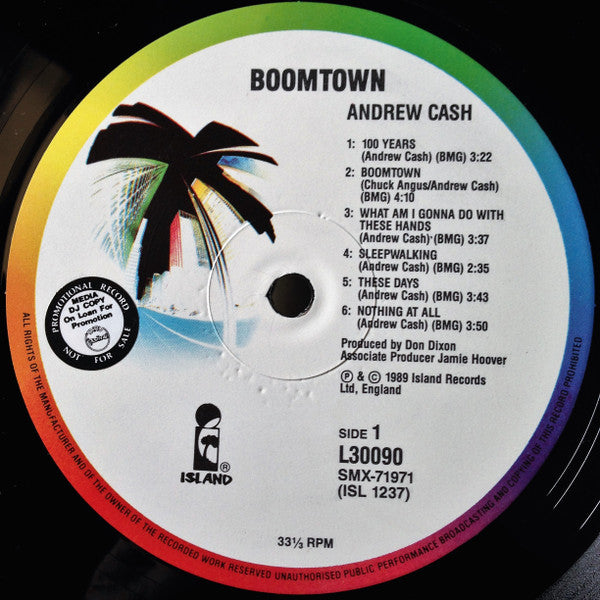 BOOMTOWN
ANDREW CASH
1: 100 YEARS
(Andrew Cash) (BMG) 3:22
2: BOOMTOWN
(Chuck Angus/Andrew Cash)
(BMG) 4:10
3: WHAT AM I GONNA DO WITH
THESE HANDS
(Andrew Cash) (BMG) 3:37
4: SLEEPWALKING
(Andrew Cash) (BMG) 2:35
5: THESE DAYS
(Andrew Cash) (BMG) 3:43
6: NOTHING AT ALL
(Andrew Cash) (BMG) 3:50
Produced by Don Dixon
Associate Producer Jamie Hoover
Ⓟ & © 1989 Island Records
Ltd, England
SIDE 1
L30090
SMX-71971
(ISL 1237)
PROMOTIONAL RECORD
MEDIA
DJ COPY
On Loan For
Promotion
NOT FOR SALE
ISLAND®
33⅓ RPM
ALL RIGHTS OF THE MANUFACTURER AND OF THE OWNER OF THE RECORDED WORK RESERVED UNAUTHORISED PUBLIC PERFORMANCE BROADCASTING AND COPYING OF THIS RECORD PROHIBITED